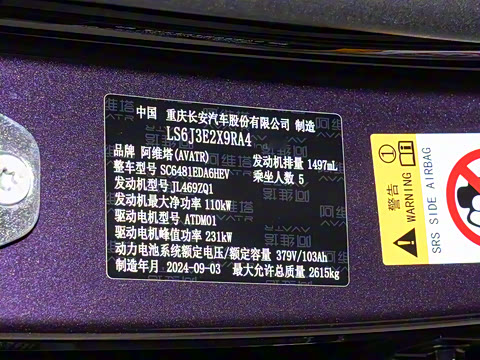 中国 重庆长安汽车股份有限公司 制造
LS6J3E2X9RA4
品牌 阿维塔(AVATR) 发动机排量 1497mL
整车型号 SC6481EDA6HEV 乘坐人数 5
发动机型号 JL469ZQ1
发动机最大净功率 110kW
驱动电机型号 ATDM01
驱动电机峰值功率 231kW
动力电池系统额定电压/额定容量 379V/103Ah
制造年月 2024-09-03 最大允许总质量 2615kg
警告
WARNING
SRS SIDE AIRBAG